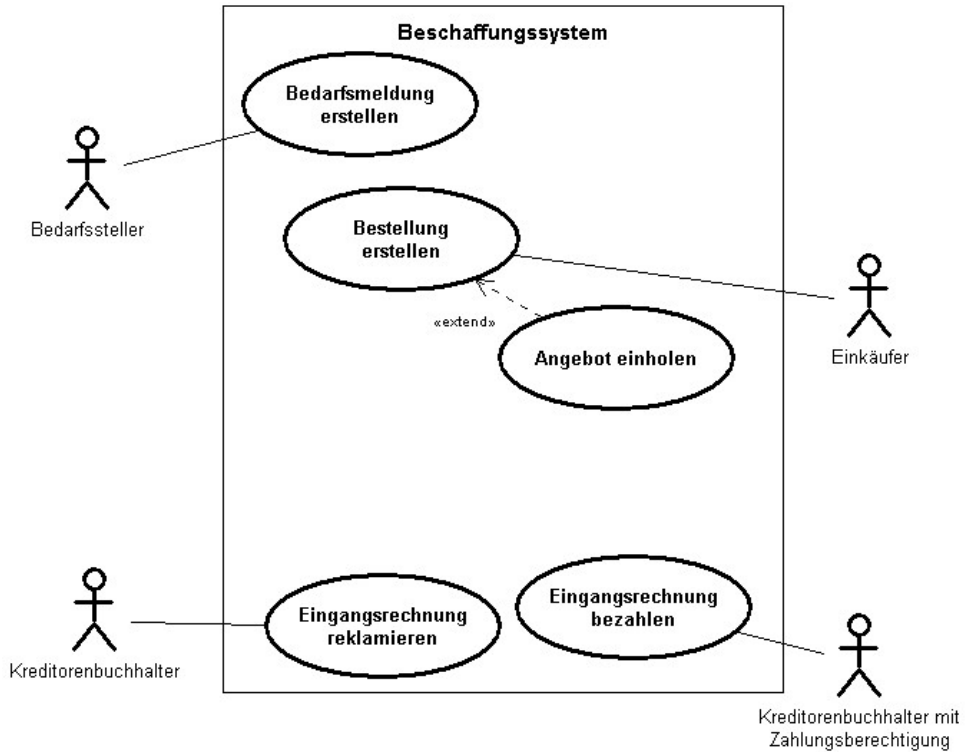 Beschaffungssystem
Bedarfsmeldung
erstellen
Bedarfssteller
Bestellung
erstellen
«extend»
Angebot einholen
Einkäufer
Eingangsrechnung
reklamieren
Eingangsrechnung
bezahlen
Kreditorenbuchhalter
Kreditorenbuchhalter mit
Zahlungsberechtigung